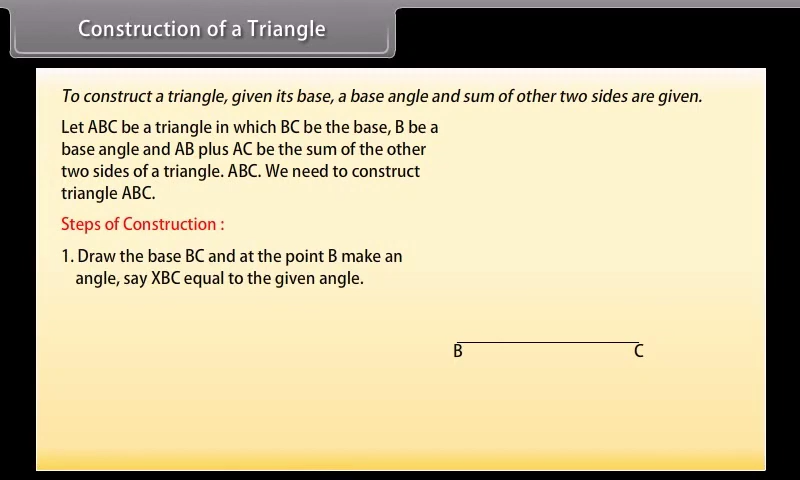 Construction of a Triangle
To construct a triangle, given its base, a base angle and sum of other two sides are given.
Let ABC be a triangle in which BC be the base, B be a
base angle and AB plus AC be the sum of the other
two sides of a triangle. ABC. We need to construct
triangle ABC.
Steps of Construction :
1. Draw the base BC and at the point B make an
angle, say XBC equal to the given angle.
B C